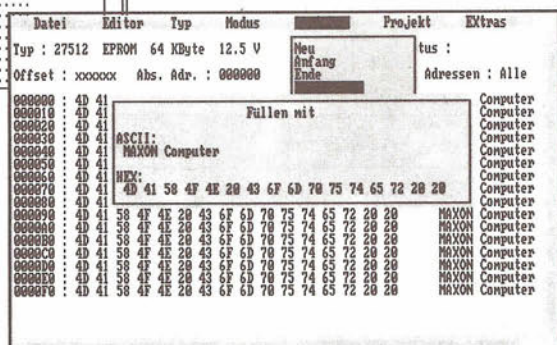 Datei Editor Typ Modus Projekt EXtras
Typ : 27512 EPROM 64 KByte 12.5 V tus :
Neu
Anfang
Ende
Offset : xxxxxx Abs. Adr. : 000000 Adressen : Alle
000000 : 4D 41 Computer
000010 : 4D 41 Computer
000020 : 4D 41 Computer
000030 : 4D 41 Computer
000040 : 4D 41 Computer
000050 : 4D 41 Computer
000060 : 4D 41 Computer
000070 : 4D 41 Computer
000080 : 4D 41 Computer
Füllen mit
ASCII:
MAXON Computer
HEX:
4D 41 58 4F 4E 20 43 6F 6D 70 75 74 65 72 20 20
000090 : 4D 41 58 4F 4E 20 43 6F 6D 70 75 74 65 72 20 20 MAXON Computer
0000A0 : 4D 41 58 4F 4E 20 43 6F 6D 70 75 74 65 72 20 20 MAXON Computer
0000B0 : 4D 41 58 4F 4E 20 43 6F 6D 70 75 74 65 72 20 20 MAXON Computer
0000C0 : 4D 41 58 4F 4E 20 43 6F 6D 70 75 74 65 72 20 20 MAXON Computer
0000D0 : 4D 41 58 4F 4E 20 43 6F 6D 70 75 74 65 72 20 20 MAXON Computer
0000E0 : 4D 41 58 4F 4E 20 43 6F 6D 70 75 74 65 72 20 20 MAXON Computer
0000F0 : 4D 41 58 4F 4E 20 43 6F 6D 70 75 74 65 72 20 20 MAXON Computer